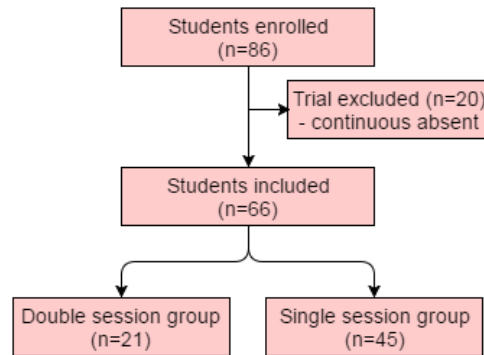 Students enrolled
(n=86)
Trial excluded (n=20)
- continuous absent
Students included
(n=66)
Double session group
(n=21)
Single session group
(n=45)